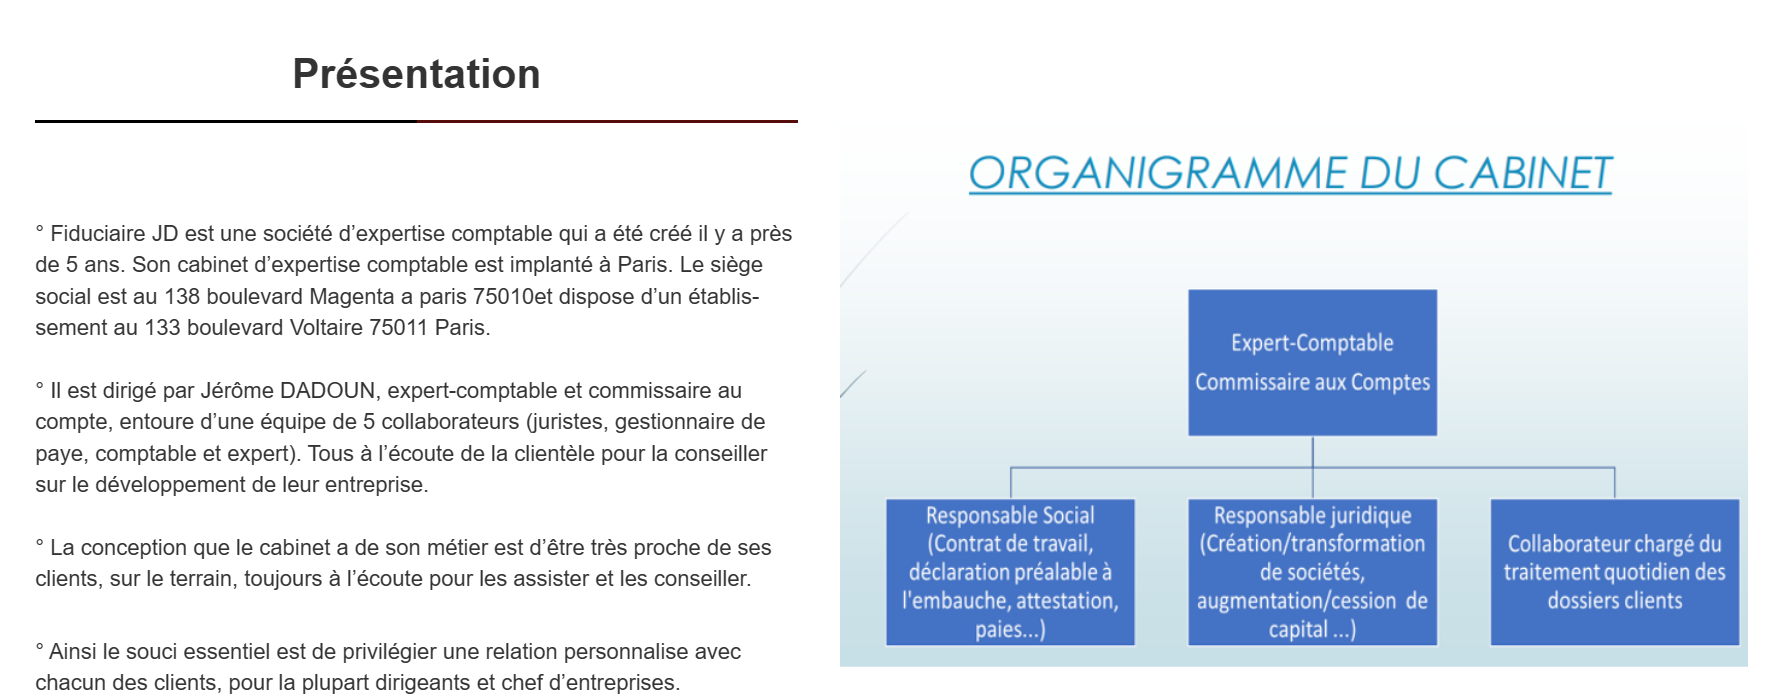 Présentation
° Fiduciaire JD est une société d’expertise comptable qui a été créé il y a près
de 5 ans. Son cabinet d’expertise comptable est implanté à Paris. Le siège
social est au 138 boulevard Magenta a paris 75010et dispose d’un établis-
sement au 133 boulevard Voltaire 75011 Paris.
° Il est dirigé par Jérôme DADOUN, expert-comptable et commissaire au
compte, entoure d’une équipe de 5 collaborateurs (juristes, gestionnaire de
paye, comptable et expert). Tous à l’écoute de la clientèle pour la conseiller
sur le développement de leur entreprise.
° La conception que le cabinet a de son métier est d’être très proche de ses
clients, sur le terrain, toujours à l’écoute pour les assister et les conseiller.
° Ainsi le souci essentiel est de privilégier une relation personnalise avec
chacun des clients, pour la plupart dirigeants et chef d’entreprises.
ORGANIGRAMME DU CABINET
Expert-Comptable
Commissaire aux Comptes
Responsable Social
(Contrat de travail,
déclaration préalable à
l'embauche, attestation,
paies...)
Responsable juridique
(Création/transformation
de sociétés,
augmentation/cession de
capital ...)
Collaborateur chargé du
traitement quotidien des
dossiers clients